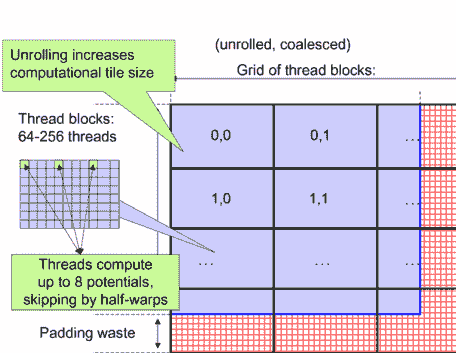 (unrolled, coalesced)
Grid of thread blocks:
Unrolling increases
computational tile size
Thread blocks:
64-256 threads
0,0
0,1
...
1,0
1,1
...
...
...
Threads compute
up to 8 potentials,
skipping by half-warps
Padding waste